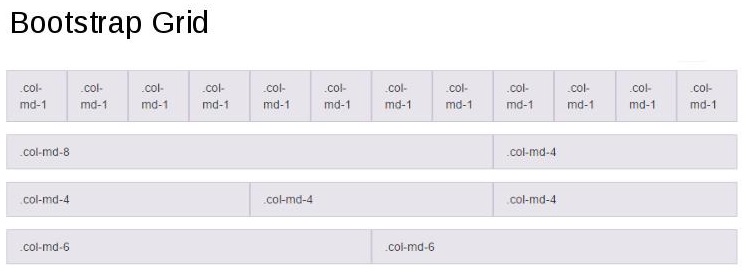 Bootstrap Grid
.col- .col- .col- .col- .col- .col- .col- .col- .col- .col- .col- .col-
md-1 md-1 md-1 md-1 md-1 md-1 md-1 md-1 md-1 md-1 md-1 md-1
.col-md-8 .col-md-4
.col-md-4 .col-md-4 .col-md-4
.col-md-6 .col-md-6